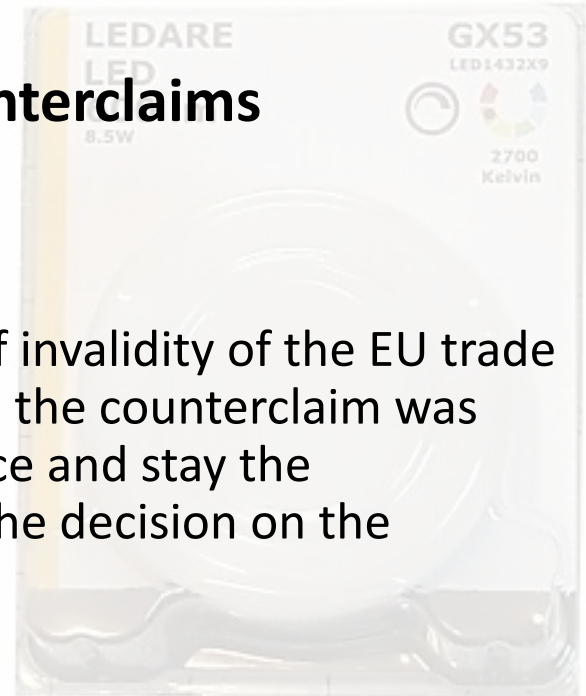 LEDARE
GX53
LED
LED1432X9
nterclaims
8.5W
2700
Kelvin
f invalidity of the EU trade
the counterclaim was
ce and stay the
he decision on the